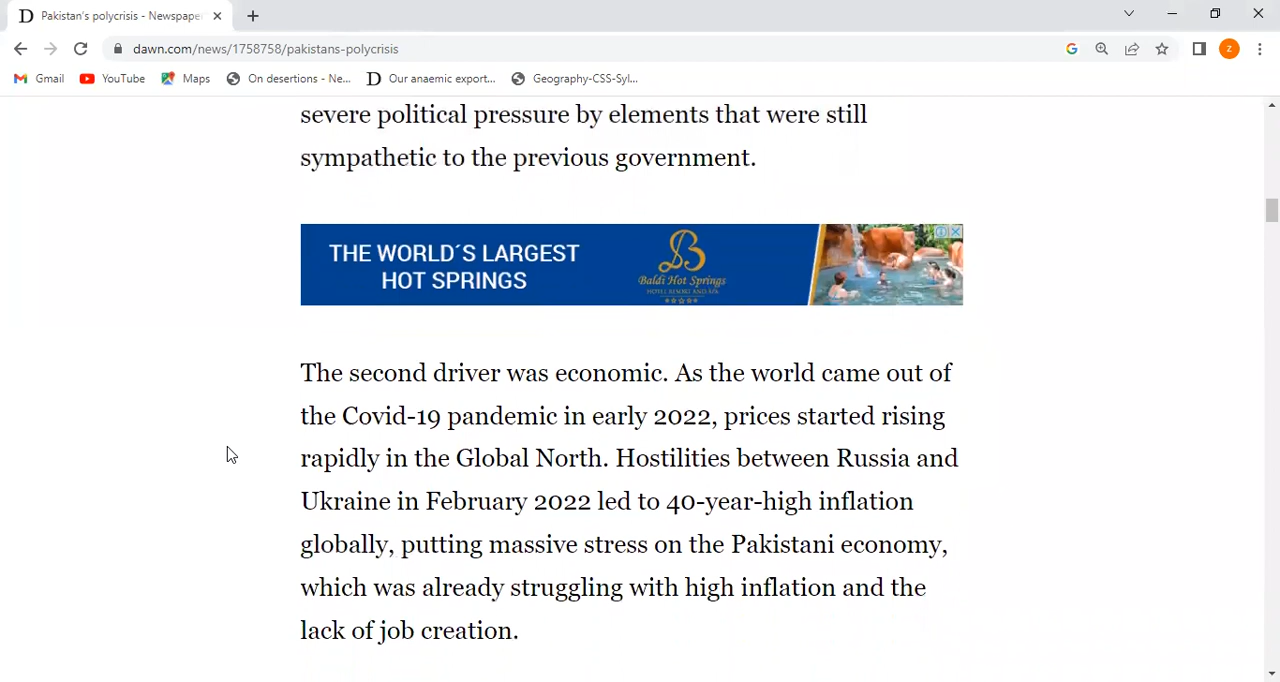 D Pakistan's polycrisis - Newspaper
dawn.com/news/1758758/pakistans-polycrisis
z
Gmail YouTube Maps On desertions - Ne... D Our anaemic export... Geography-CSS-Syl...
severe political pressure by elements that were still
sympathetic to the previous government.
THE WORLD´S LARGEST
HOT SPRINGS
B
Baldi Hot Springs
HOTEL RESORT AND SPA
The second driver was economic. As the world came out of
the Covid-19 pandemic in early 2022, prices started rising
rapidly in the Global North. Hostilities between Russia and
Ukraine in February 2022 led to 40-year-high inflation
globally, putting massive stress on the Pakistani economy,
which was already struggling with high inflation and the
lack of job creation.